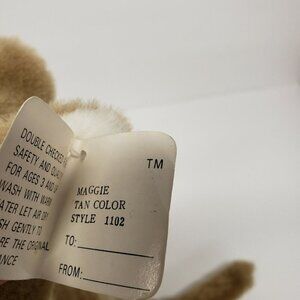 DOUBLE CHECKED
SAFETY AND
FOR AGES 3 AND
WASH WITH WARM
LET AIR
GENTLY TO
THE ORIGINAL
TM
MAGGIE
TAN COLOR
STYLE 1102
TO:
FROM: